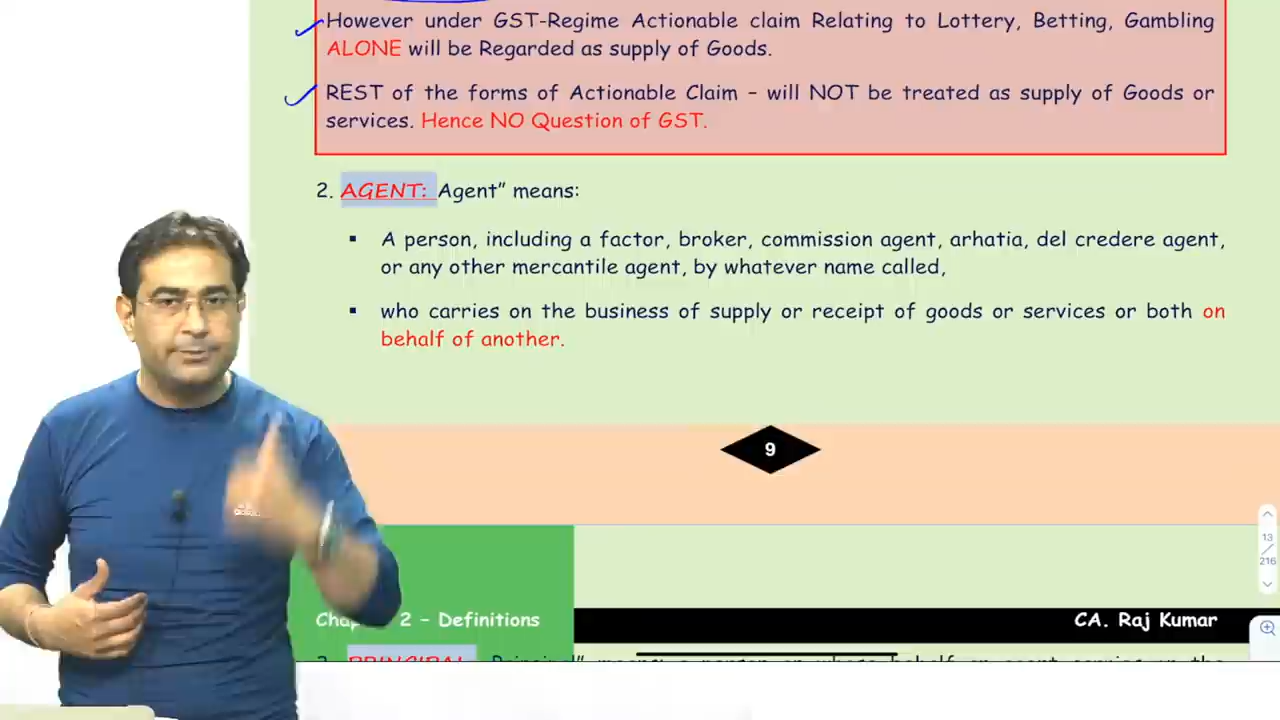 However under GST-Regime Actionable claim Relating to Lottery, Betting, Gambling
ALONE will be Regarded as supply of Goods.
REST of the forms of Actionable Claim – will NOT be treated as supply of Goods or
services. Hence NO Question of GST.
2. AGENT: Agent” means:
▪ A person, including a factor, broker, commission agent, arhatia, del credere agent,
or any other mercantile agent, by whatever name called,
▪ who carries on the business of supply or receipt of goods or services or both on
behalf of another.
9
13
/
216
2 – Definitions
CA. Raj Kumar